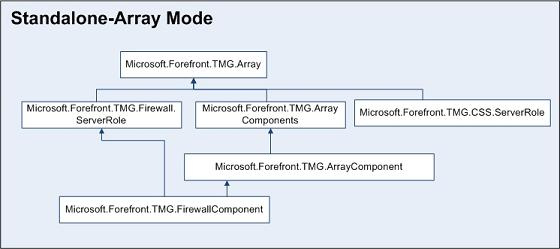 Standalone-Array Mode
Microsoft.Forefront.TMG.Array
Microsoft.Forefront.TMG.Firewall.
ServerRole
Microsoft.Forefront.TMG.Array
Components
Microsoft.Forefront.TMG.CSS.ServerRole
Microsoft.Forefront.TMG.ArrayComponent
Microsoft.Forefront.TMG.FirewallComponent